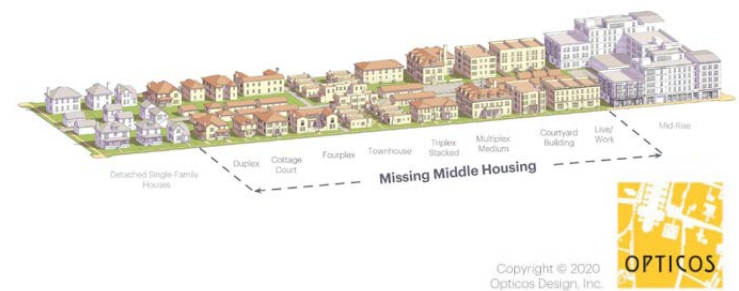 Detached Single-Family
Houses
Duplex
Cottage
Court
Fourplex
Townhouse
Triplex
Stacked
Multiplex
Medium
Courtyard
Building
Live/
Work
Mid-Rise
Missing Middle Housing
OPTICOS
Copyright © 2020
Opticos Design, Inc.